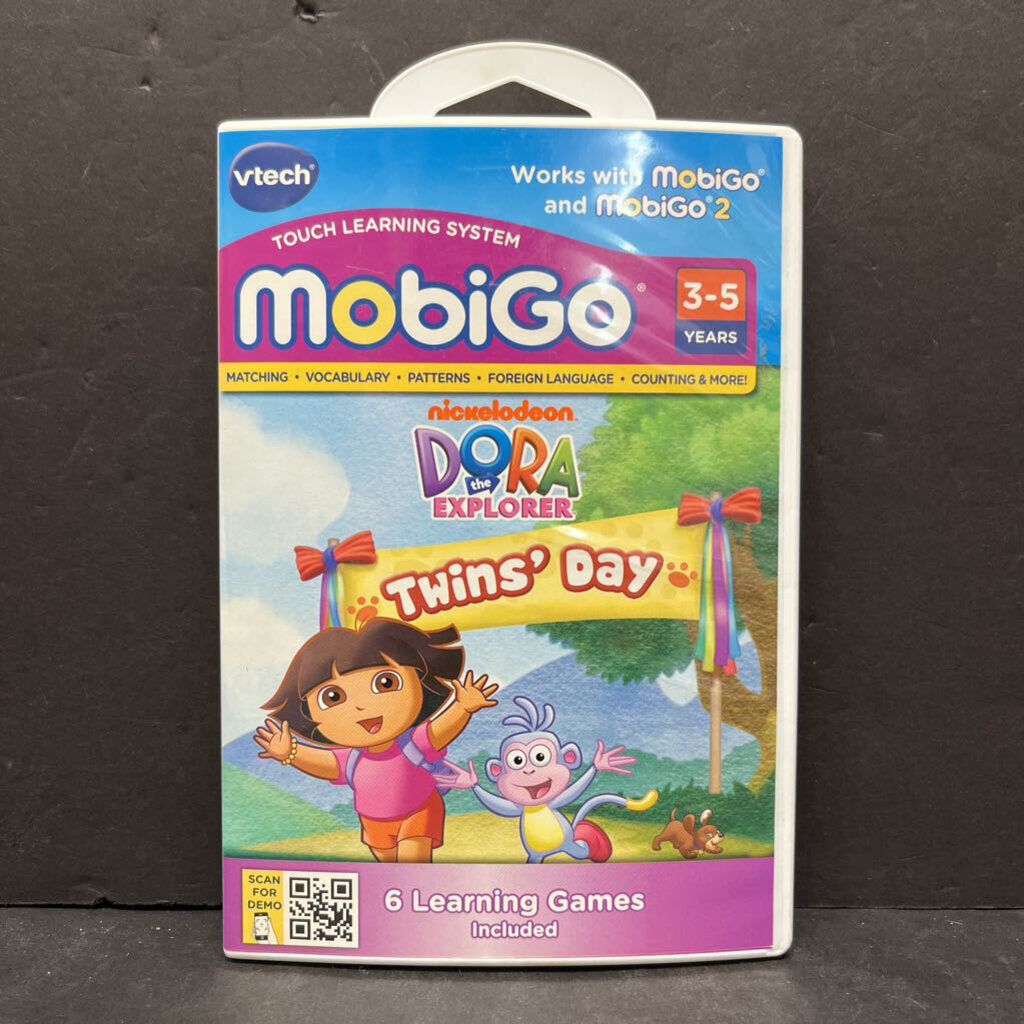 vtech®
Works with MobiGo®
and MobiGo® 2
TOUCH LEARNING SYSTEM
MobiGo®
3-5
YEARS
MATCHING • VOCABULARY • PATTERNS • FOREIGN LANGUAGE • COUNTING & MORE!
nickelodeon
DORA
the
EXPLORER
Twins' Day
SCAN
FOR
DEMO
6 Learning Games
Included